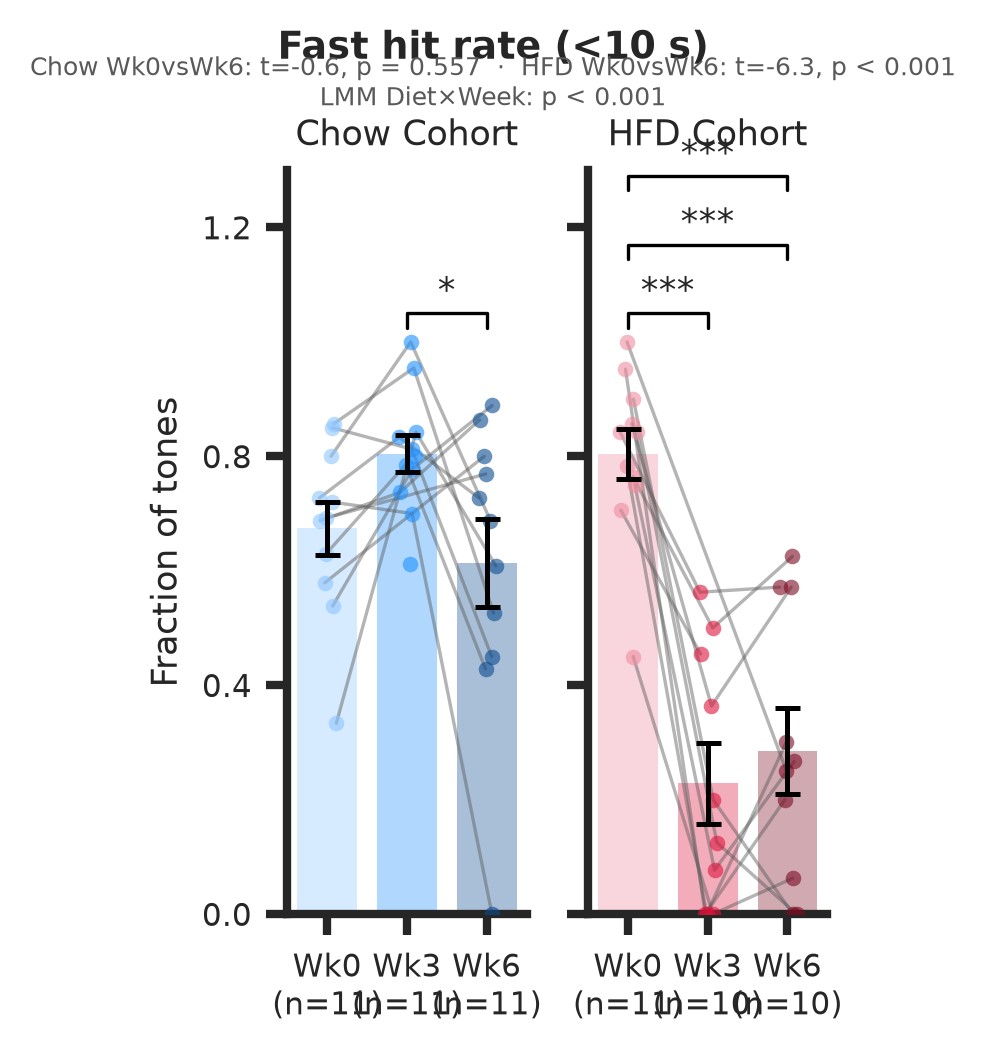 Fast hit rate (<10 s)
Chow Wk0vsWk6: t=-0.6, p = 0.557 · HFD Wk0vsWk6: t=-6.3, p < 0.001
LMM Diet×Week: p < 0.001
Chow Cohort HFD Cohort
***
1.2
***
* ***
0.8
Fraction of tones
0.4
0.0
Wk0 Wk3 Wk6 Wk0 Wk3 Wk6
(n=11) (n=11) (n=11) (n=11) (n=10) (n=10)